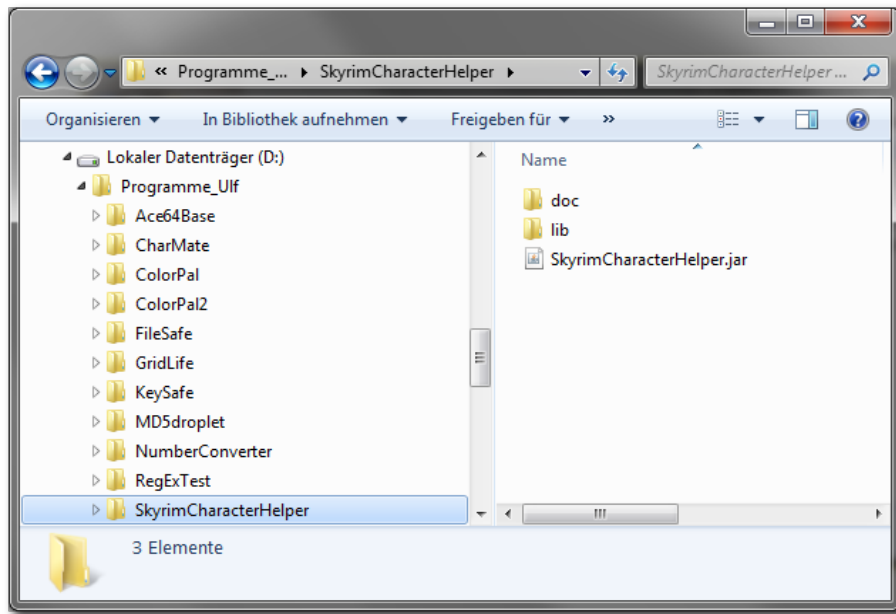 « Programme_... ▸ SkyrimCharacterHelper ▸ SkyrimCharacterHelper ...
Organisieren In Bibliothek aufnehmen Freigeben für »
Lokaler Datenträger (D:)
Programme_Ulf
Ace64Base
CharMate
ColorPal
ColorPal2
FileSafe
GridLife
KeySafe
MD5droplet
NumberConverter
RegExTest
SkyrimCharacterHelper
Name
doc
lib
SkyrimCharacterHelper.jar
3 Elemente